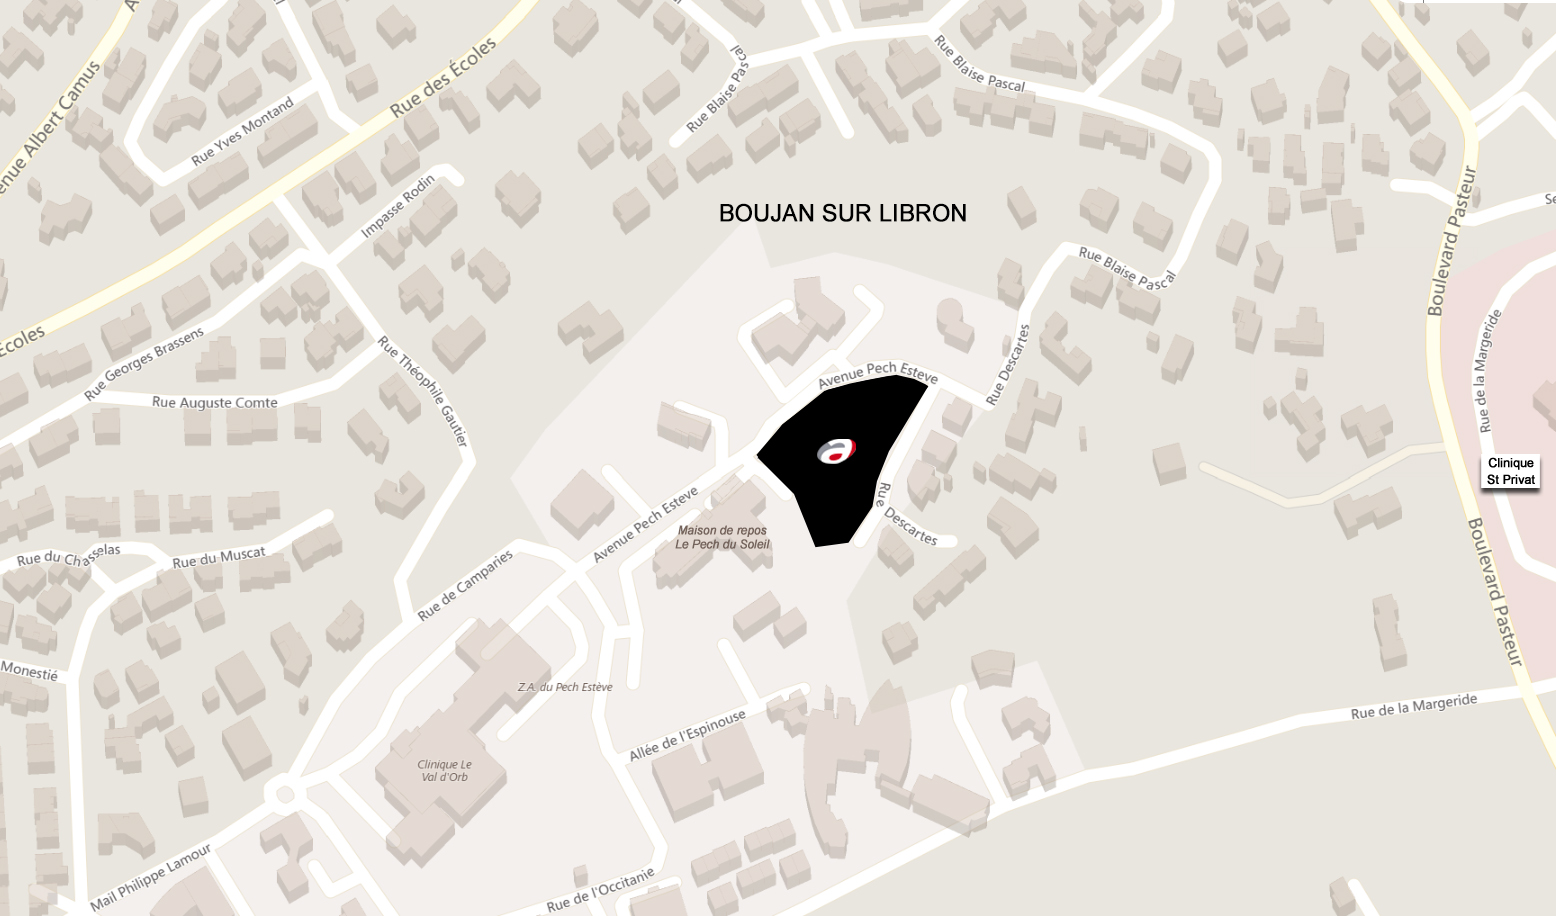 enue Albert Camus
Rue des Écoles
Rue Yves Montand
Rue Blaise Pascal
Rue Blaise Pascal
Impasse Rodin
BOUJAN SUR LIBRON
Boulevard Pasteur
Se
Rue Blaise Pascal
Écoles
Rue Georges Brassens
Rue Théophile Gautier
Rue Auguste Comte
Avenue Pech Esteve
Rue Descartes
Rue de la Margeride
Clinique
St Privat
Avenue Pech Esteve
Rue Descartes
Maison de repos
Le Pech du Soleil
Rue du Chasselas
Rue du Muscat
Rue de Camparies
Boulevard Pasteur
Monestié
Z.A. du Pech Estève
Rue de la Margeride
Allée de l'Espinouse
Clinique Le
Val d'Orb
Mail Philippe Lamour
Rue de l'Occitanie